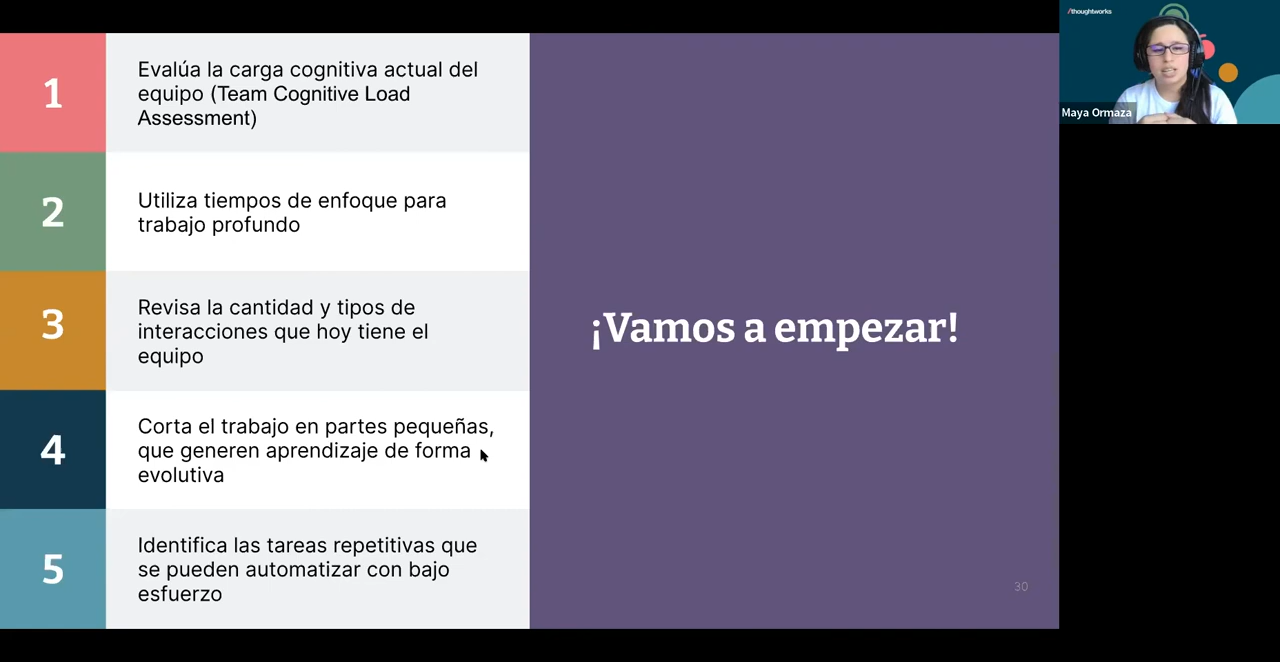 1
Evalúa la carga cognitiva actual del
equipo (Team Cognitive Load
Assessment)
2
Utiliza tiempos de enfoque para
trabajo profundo
3
Revisa la cantidad y tipos de
interacciones que hoy tiene el
equipo
4
Corta el trabajo en partes pequeñas,
que generen aprendizaje de forma
evolutiva
5
Identifica las tareas repetitivas que
se pueden automatizar con bajo
esfuerzo
¡Vamos a empezar!
30
/thoughtworks
Maya Ormaza